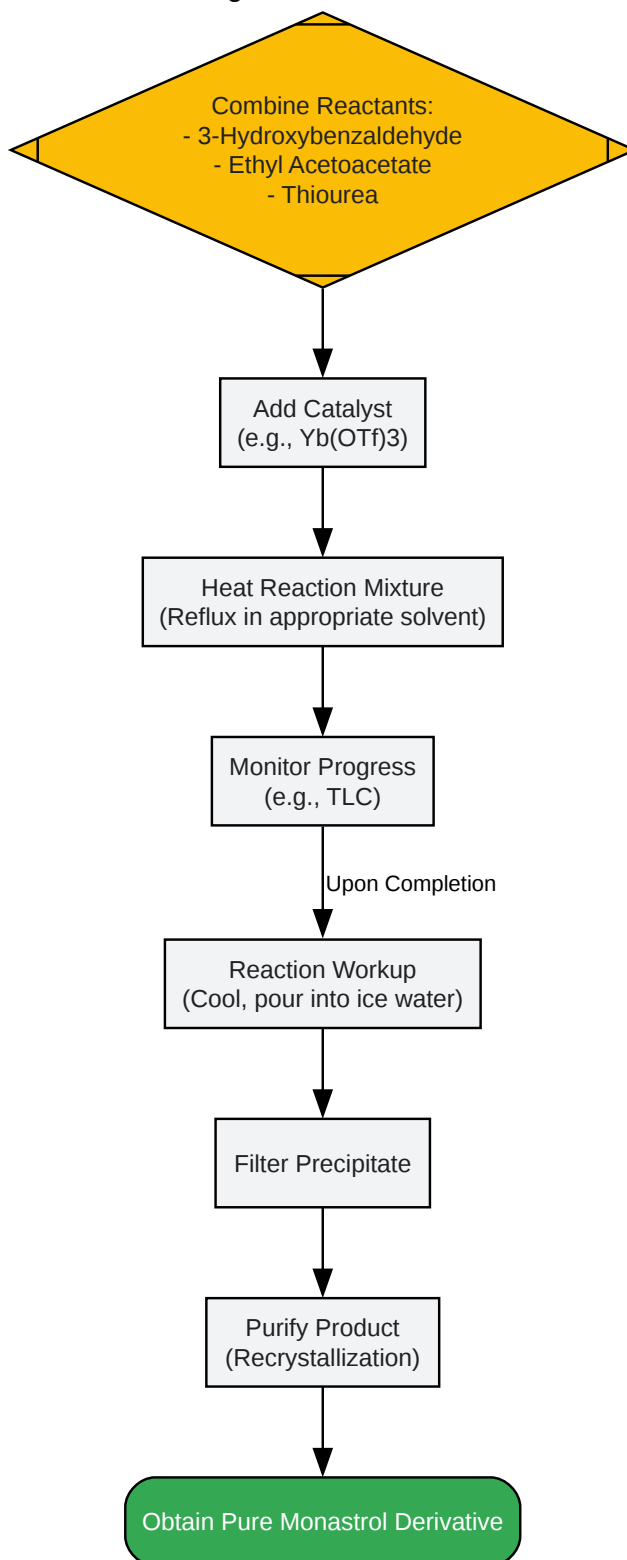 Combine Reactants:
- 3-Hydroxybenzaldehyde
- Ethyl Acetoacetate
- Thiourea
Add Catalyst
(e.g., Yb(OTf)3)
Heat Reaction Mixture
(Reflux in appropriate solvent)
Monitor Progress
(e.g., TLC)
Upon Completion
Reaction Workup
(Cool, pour into ice water)
Filter Precipitate
Purify Product
(Recrystallization)
Obtain Pure Monastrol Derivative